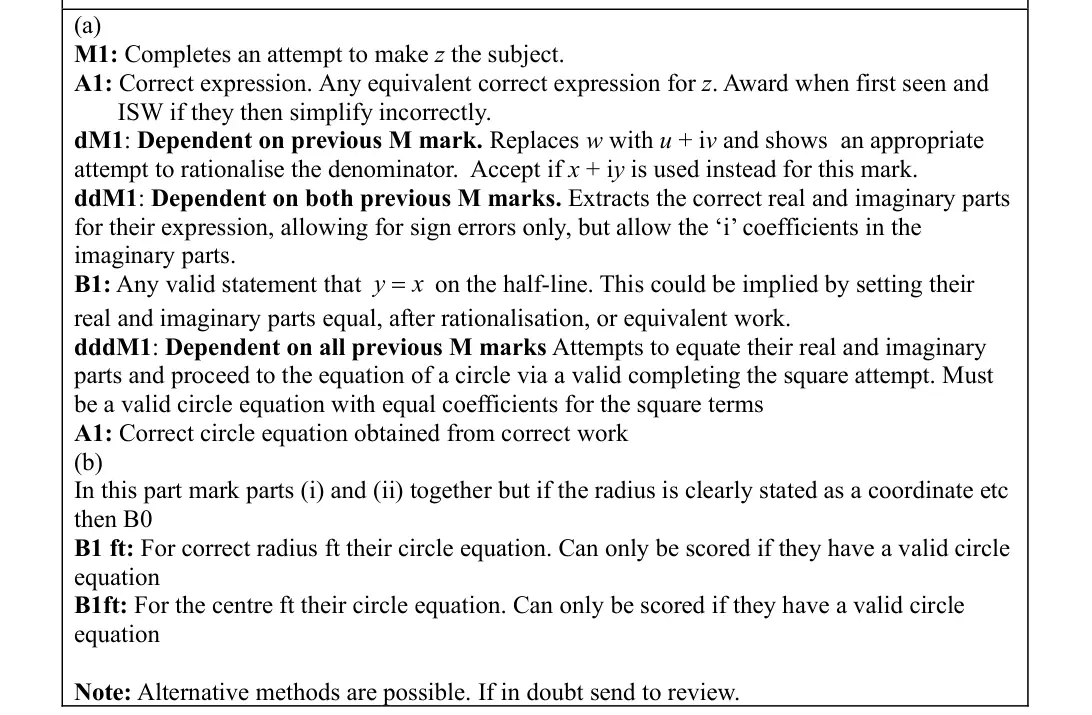 (a)
M1: Completes an attempt to make z the subject.
A1: Correct expression. Any equivalent correct expression for z. Award when first seen and
ISW if they then simplify incorrectly.
dM1: Dependent on previous M mark. Replaces w with u + iv and shows an appropriate
attempt to rationalise the denominator. Accept if x + iy is used instead for this mark.
ddM1: Dependent on both previous M marks. Extracts the correct real and imaginary parts
for their expression, allowing for sign errors only, but allow the ‘i’ coefficients in the
imaginary parts.
B1: Any valid statement that y = x on the half-line. This could be implied by setting their
real and imaginary parts equal, after rationalisation, or equivalent work.
dddM1: Dependent on all previous M marks Attempts to equate their real and imaginary
parts and proceed to the equation of a circle via a valid completing the square attempt. Must
be a valid circle equation with equal coefficients for the square terms
A1: Correct circle equation obtained from correct work
(b)
In this part mark parts (i) and (ii) together but if the radius is clearly stated as a coordinate etc
then B0
B1 ft: For correct radius ft their circle equation. Can only be scored if they have a valid circle
equation
B1ft: For the centre ft their circle equation. Can only be scored if they have a valid circle
equation
Note: Alternative methods are possible. If in doubt send to review.